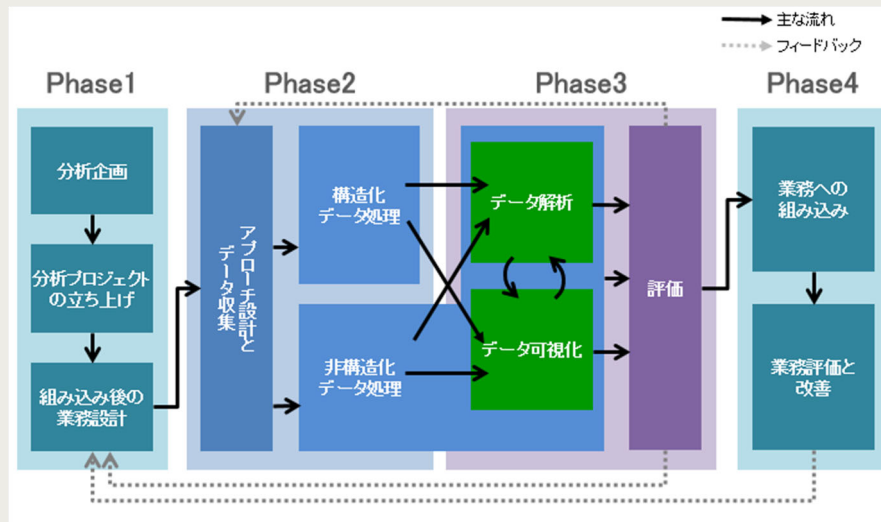 主な流れ
フィードバック
Phase1
Phase2
Phase3
Phase4
分析企画
分析プロジェクト
の立ち上げ
組み込み後の
業務設計
アプローチ設計と
データ収集
構造化
データ処理
非構造化
データ処理
データ解析
データ可視化
評価
業務への
組み込み
業務評価と
改善